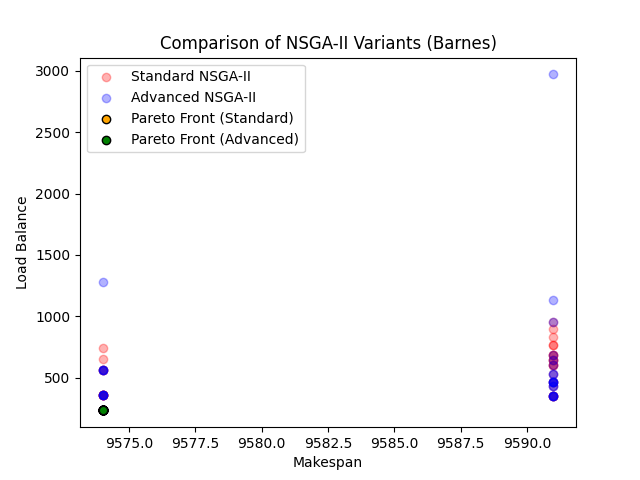 Comparison of NSGA-II Variants (Barnes)
Standard NSGA-II
Advanced NSGA-II
Pareto Front (Standard)
Pareto Front (Advanced)
3000
2500
2000
1500
1000
500
Load Balance
9575.0 9577.5 9580.0 9582.5 9585.0 9587.5 9590.0
Makespan